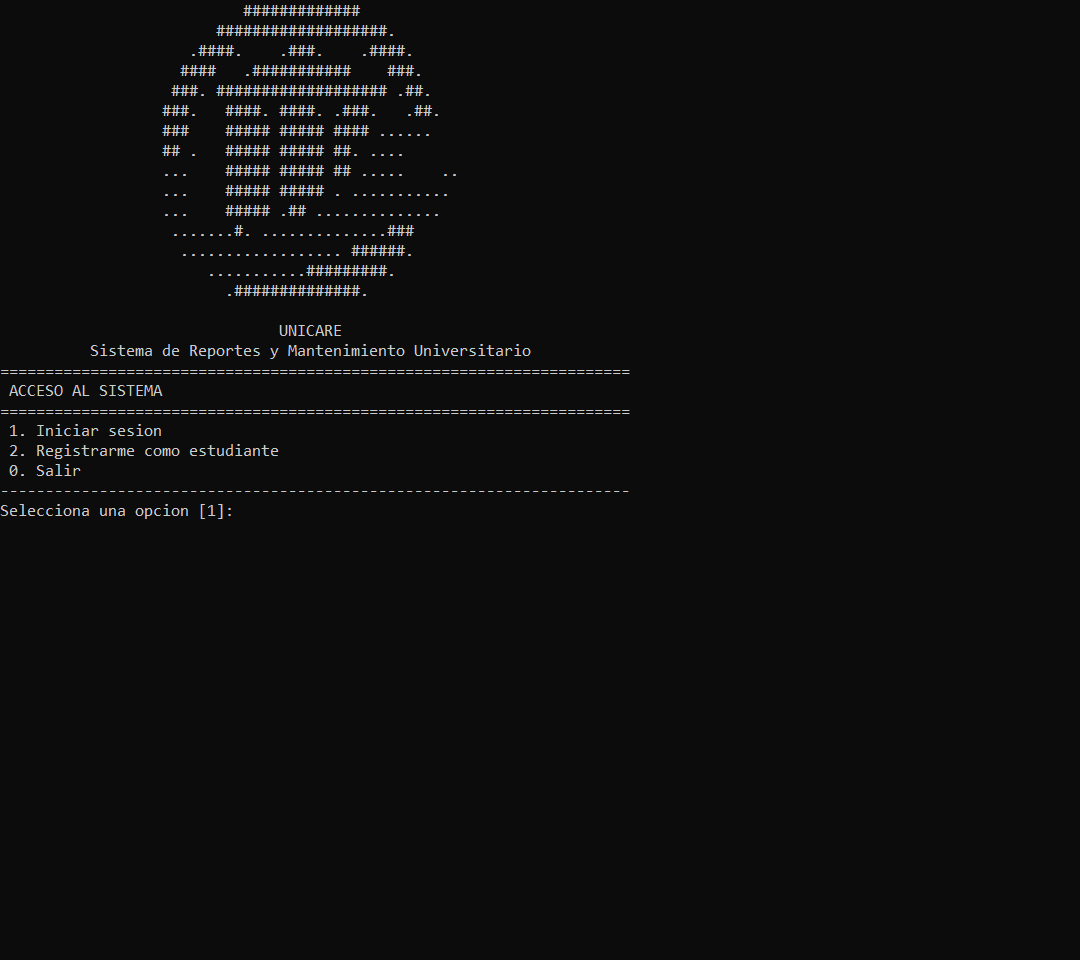 UNICARE
Sistema de Reportes y Mantenimiento Universitario
======================================================================
ACCESO AL SISTEMA
======================================================================
1. Iniciar sesion
2. Registrarme como estudiante
0. Salir
----------------------------------------------------------------------
Selecciona una opcion [1]: